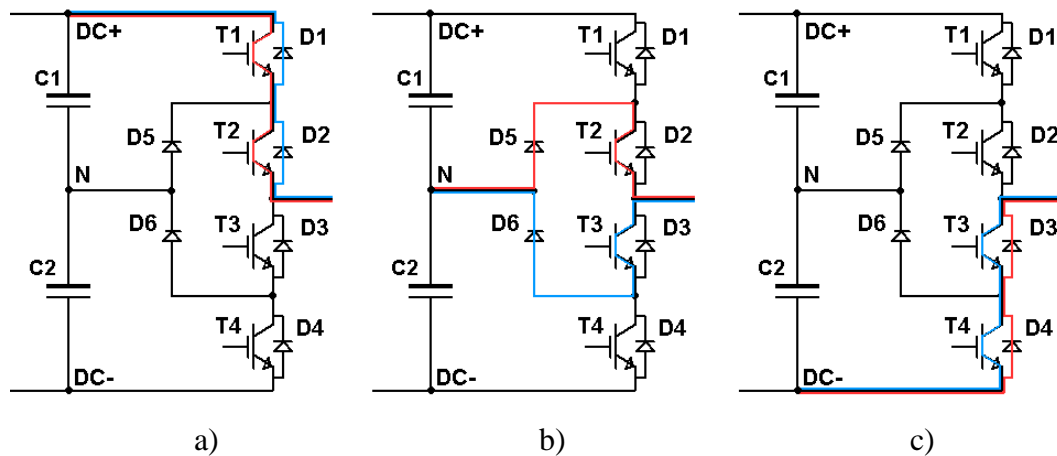 DC+ T1 D1
C1
D5 T2 D2
N
D6 T3 D3
C2
T4 D4
DC-
a)
DC+ T1 D1
C1
D5 T2 D2
N
D6 T3 D3
C2
T4 D4
DC-
b)
DC+ T1 D1
C1
D5 T2 D2
N
D6 T3 D3
C2
T4 D4
DC-
c)